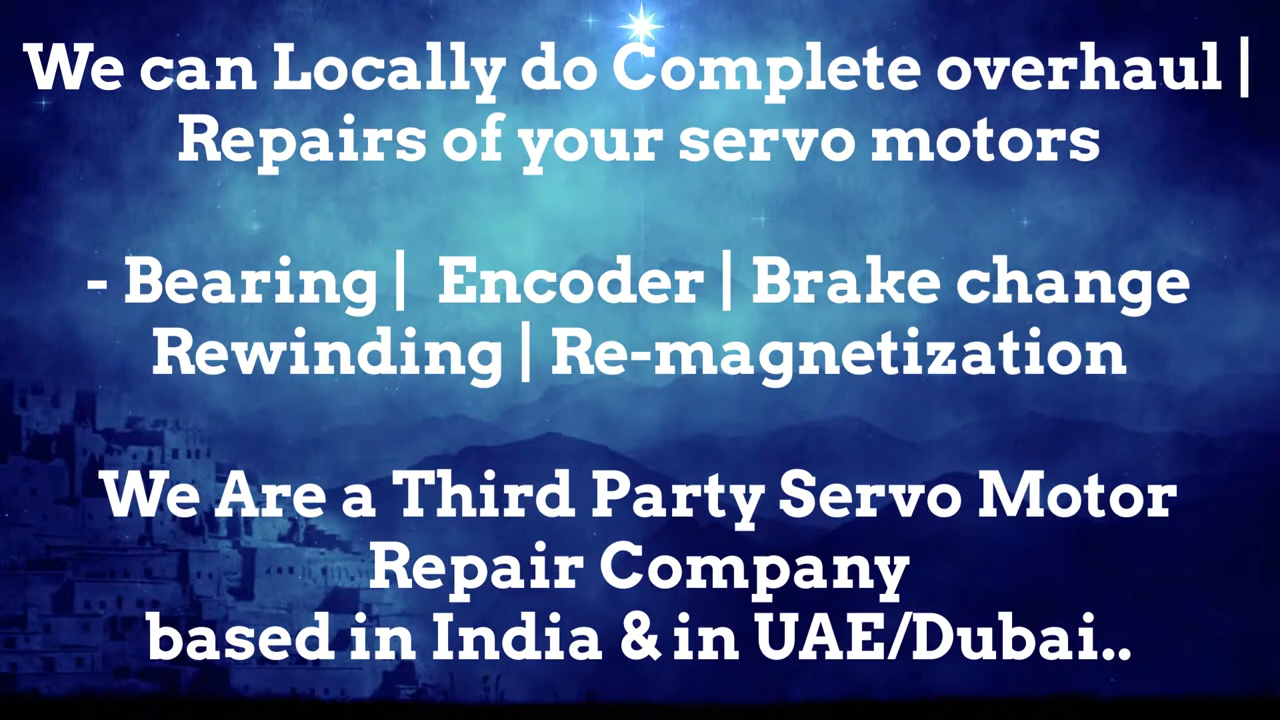 We can Locally do Complete overhaul |
Repairs of your servo motors
- Bearing |  Encoder | Brake change
Rewinding | Re-magnetization
We Are a Third Party Servo Motor
Repair Company
based in India & in UAE/Dubai..